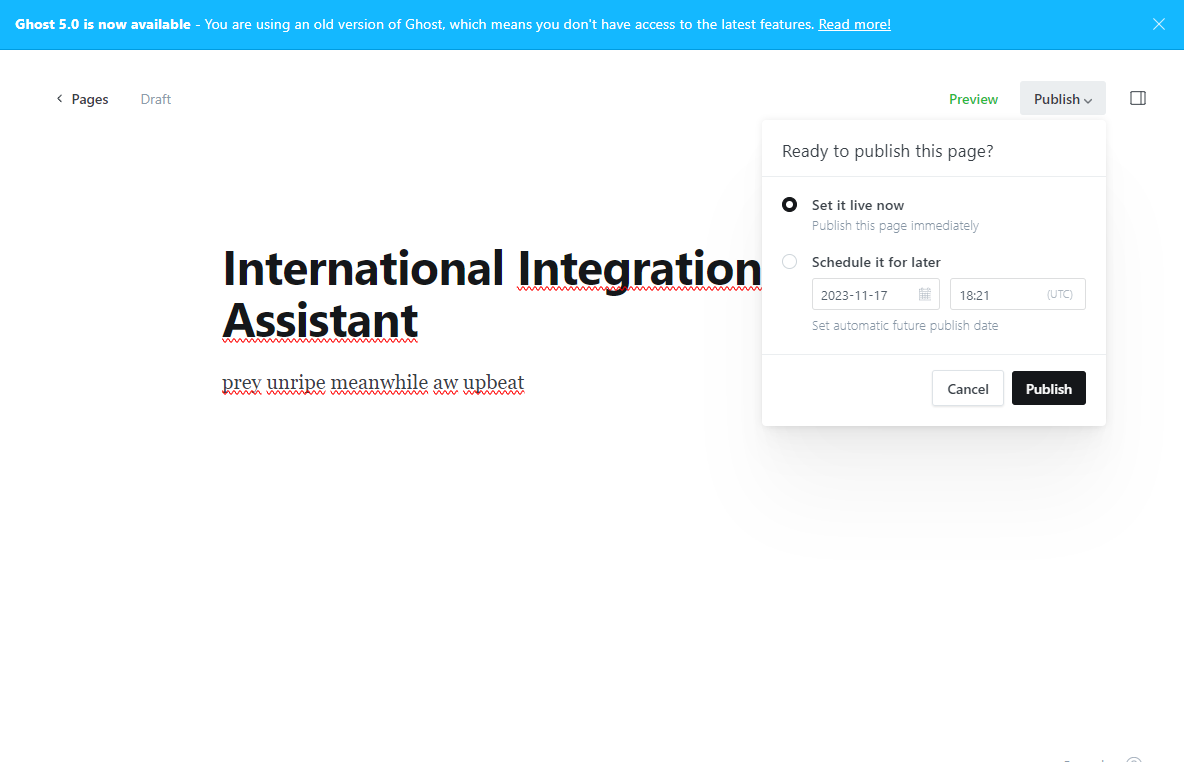 Ghost 5.0 is now available - You are using an old version of Ghost, which means you don't have access to the latest features. Read more!
Pages Draft Preview Publish
Ready to publish this page?
Set it live now
Publish this page immediately
Schedule it for later
2023-11-17 18:21 (UTC)
Set automatic future publish date
Cancel Publish
International Integration
Assistant
prey unripe meanwhile aw upbeat